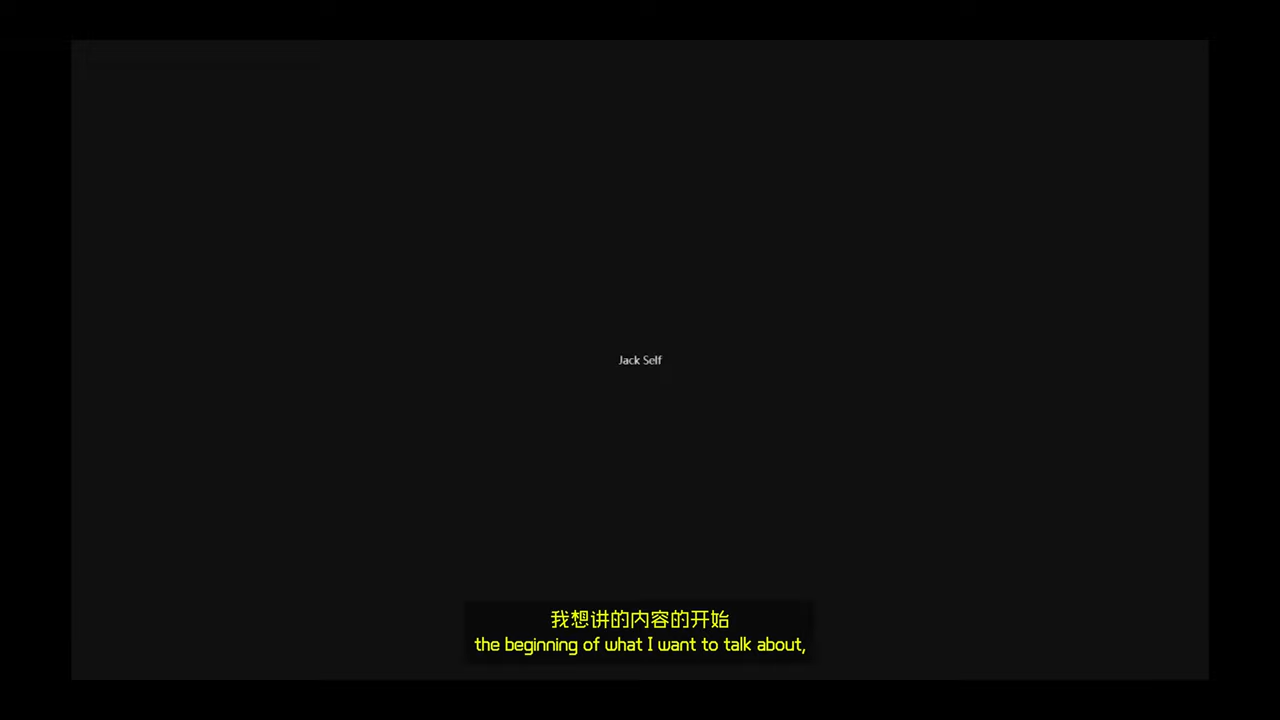 Jack Self
我想讲的内容的开始
the beginning of what I want to talk about,